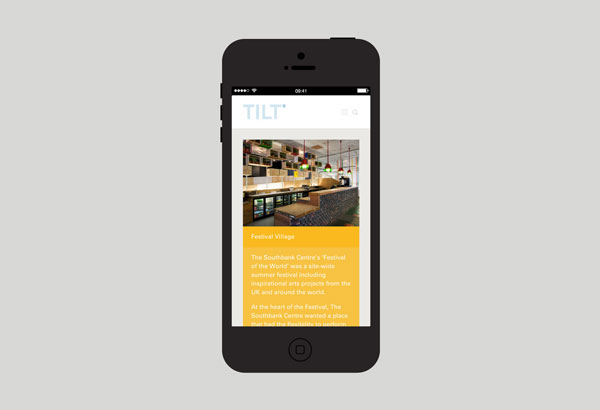 09:41
TILT
Festival Village
The Southbank Centre's 'Festival
of the World' was a site-wide
summer festival including
inspirational arts projects from the
UK and around the world.
At the heart of the Festival, The
Southbank Centre wanted a place
that had the flexibility to perform